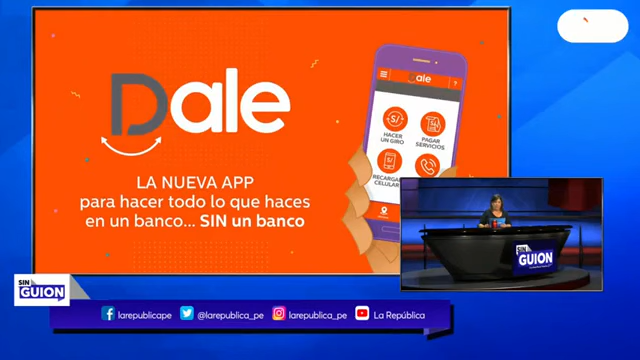 Dale
LA NUEVA APP
para hacer todo lo que haces
en un banco... SIN un banco
Dale
?
S/
HACER
UN GIRO
PAGAR
SERVICIOS
RECARGAR
CELULAR
SIN
GUION
SIN
GUION
larepublicape
@larepublica_pe
larepublica_pe
La República